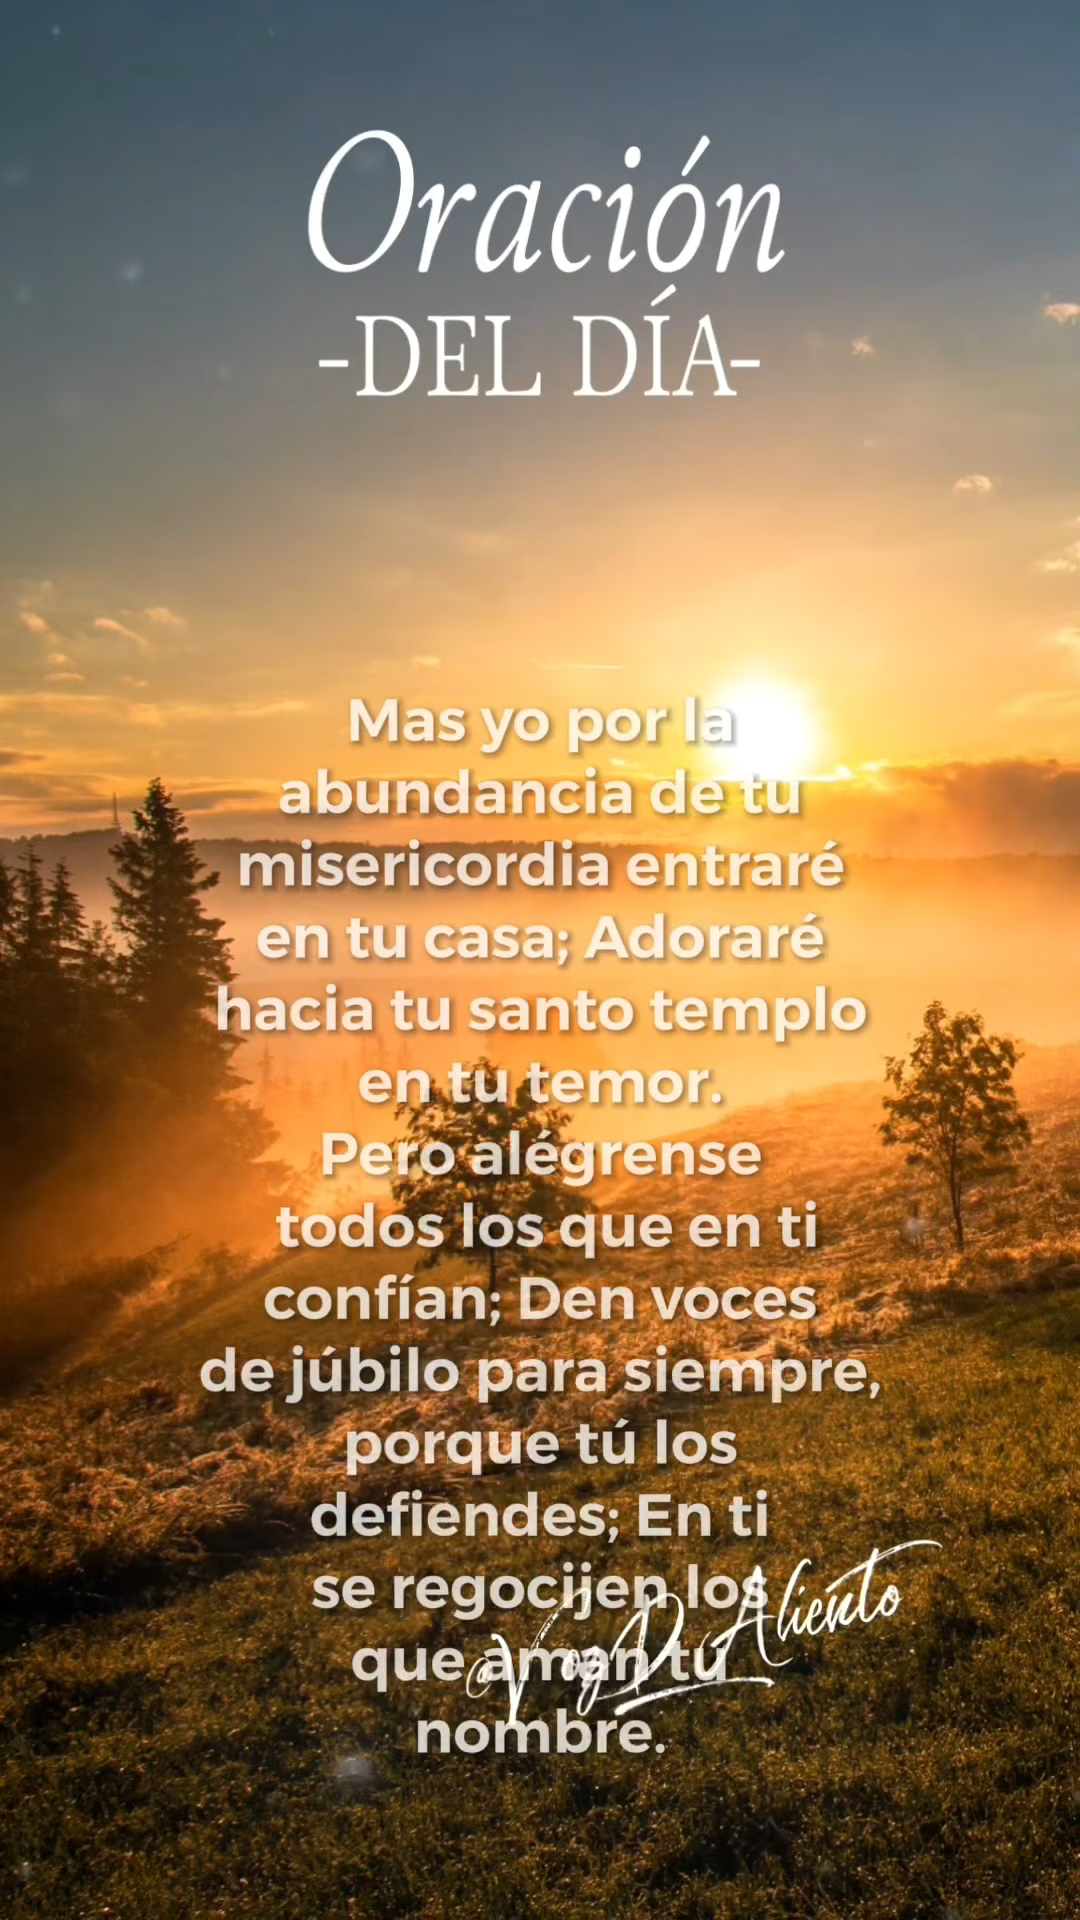 Oración
-DEL DÍA-
Mas yo por la
abundancia de tu
misericordia entraré
en tu casa; Adoraré
hacia tu santo templo
en tu temor.
Pero alégrense
todos los que en ti
confían; Den voces
de júbilo para siempre,
porque tú los
defiendes; En ti
se regocijen los
que aman tu
nombre.
@VozDeAliento